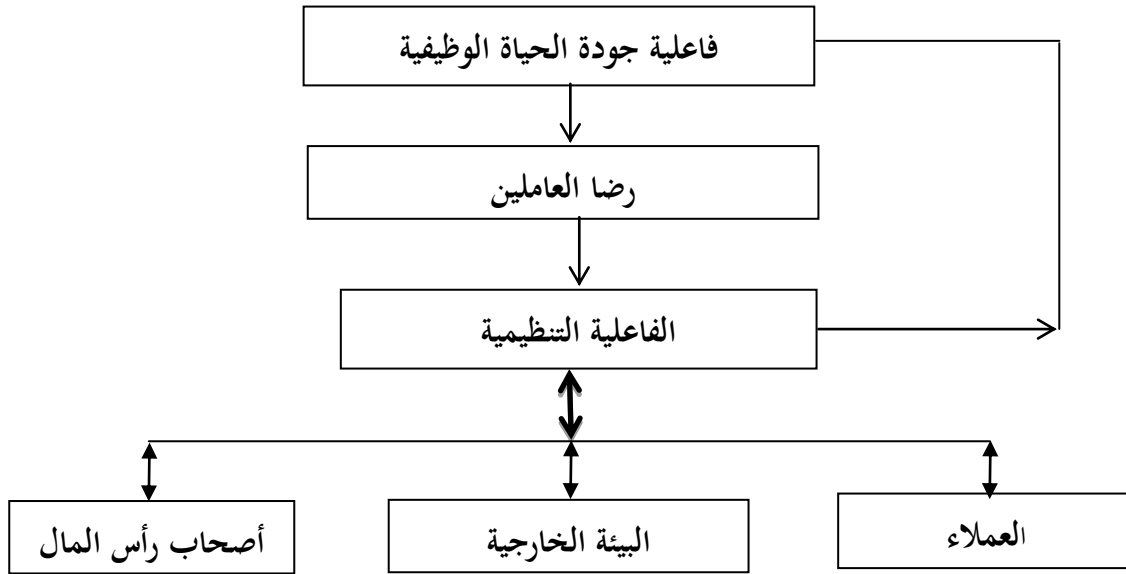 فاعلية جودة الحياة الوظيفية
رضا العاملين
الفاعلية التنظيمية
العملاء
البيئة الخارجية
أصحاب رأس المال